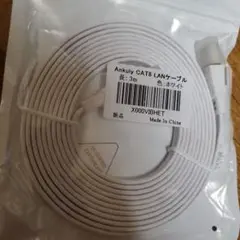 Ankuly CAT8 LANケーブル
長：3m 色：ホワイト
X000V39HET
新品
Made In China